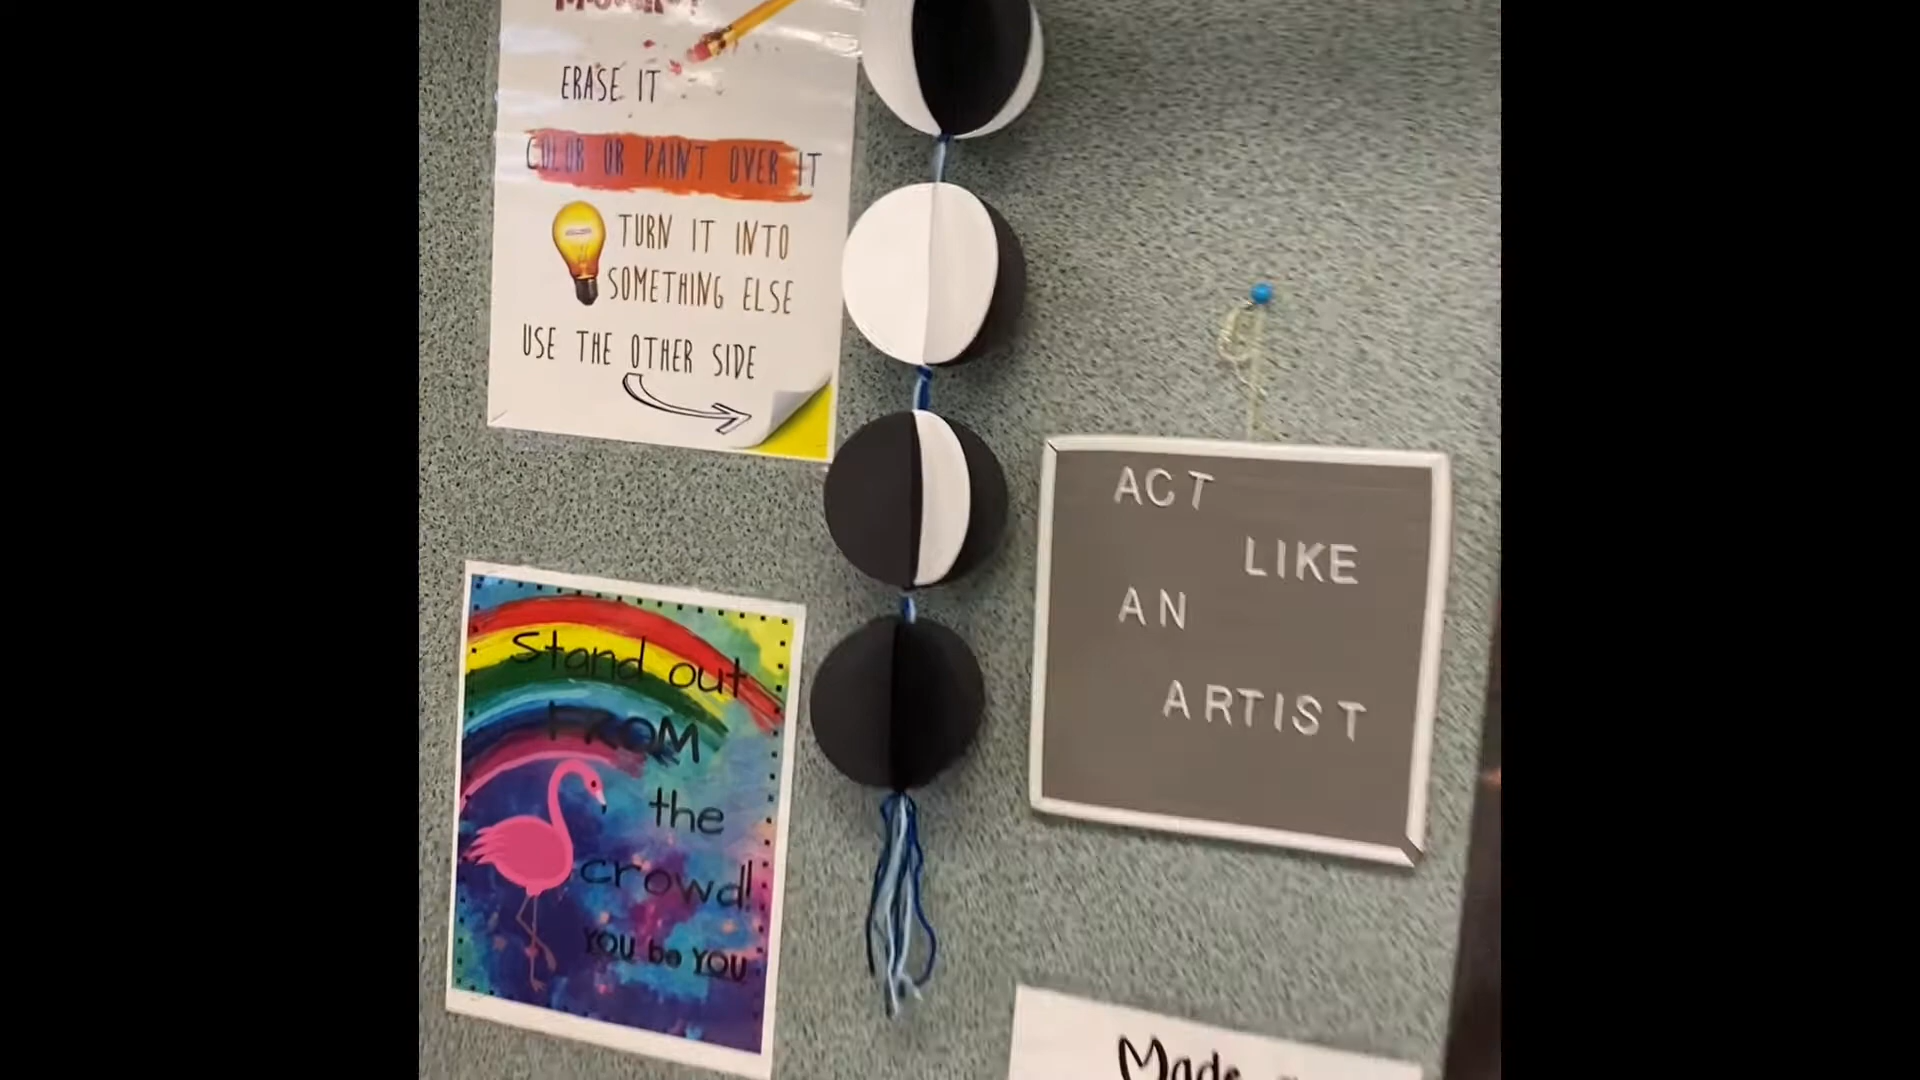 ERASE IT
COLOR OR PAINT OVER IT
TURN IT INTO
SOMETHING ELSE
USE THE OTHER SIDE
Stand out
FROM
the
crowd!
YOU be YOU
ACT
LIKE
AN
ARTIST
Made